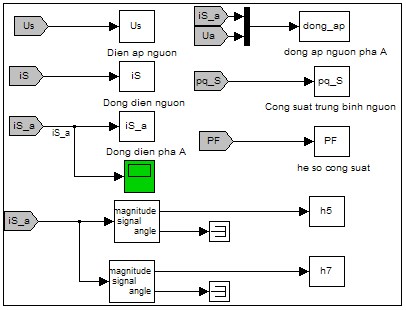 Us
Us
Dien ap nguon
iS
iS
Dong dien nguon
iS_a
iS_a
iS_a
Dong dien pha A
iS_a
Ua
dong_ap
dong ap nguon pha A
pq_S
pq_S
Cong suat trung binh nguon
PF
PF
he so cong suat
iS_a
magnitude
signal
angle
h5
magnitude
signal
angle
h7